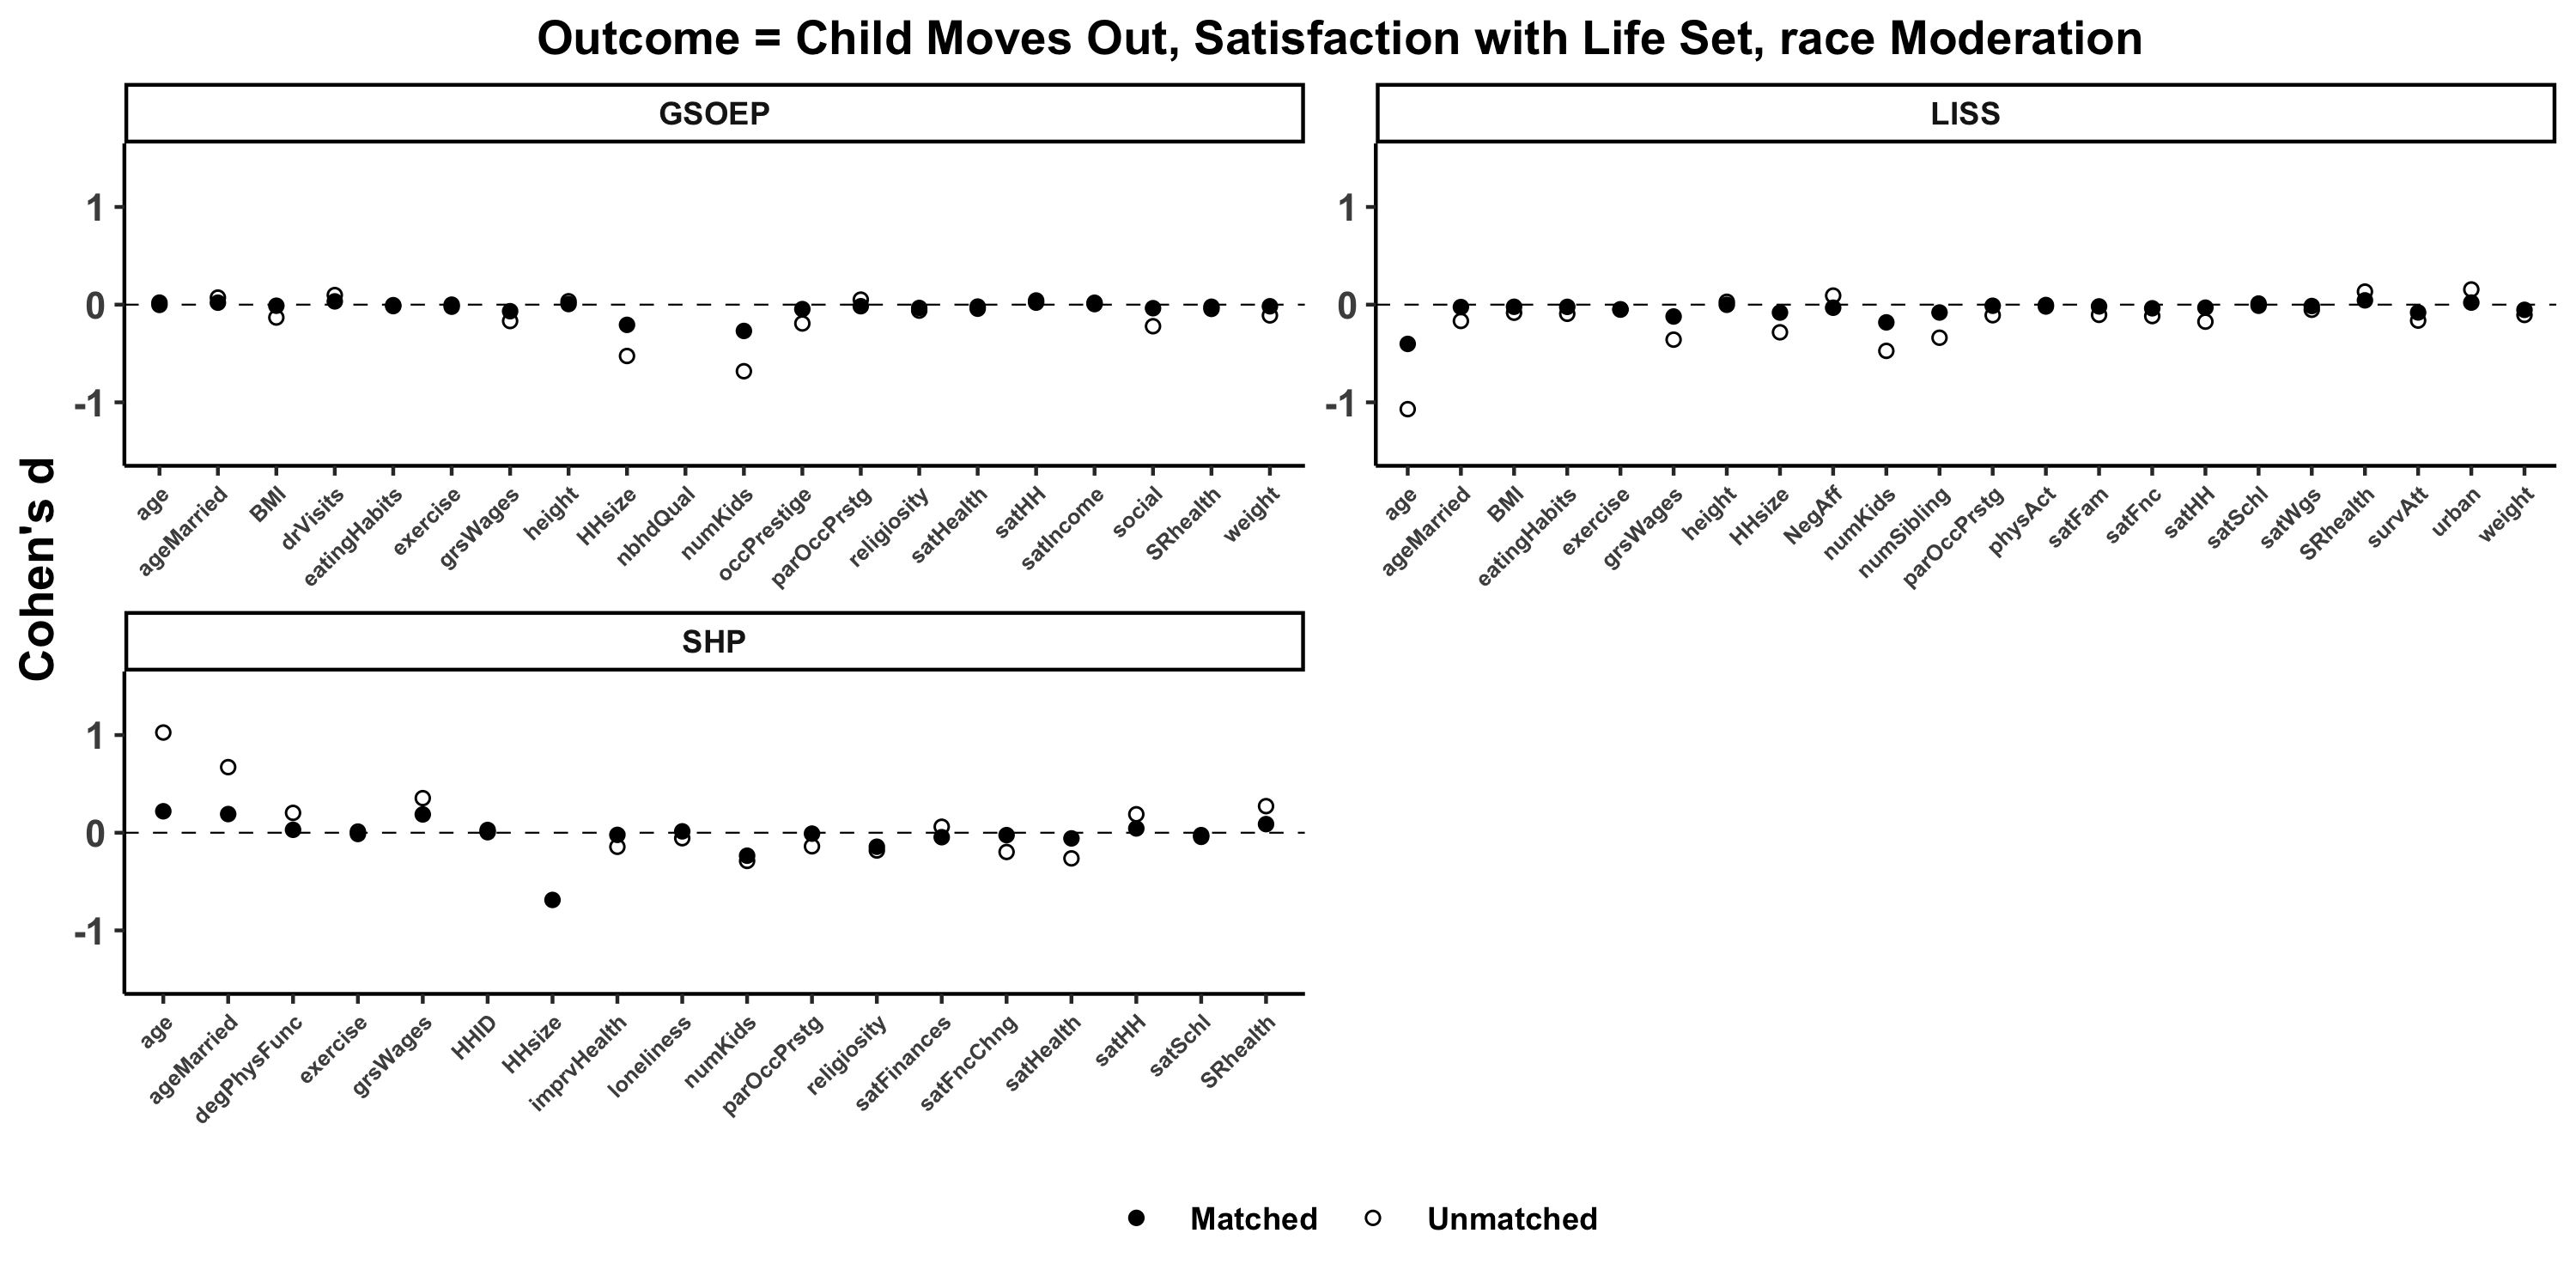 Outcome = Child Moves Out, Satisfaction with Life Set, race Moderation
GSOEP
LISS
1
0
-1
1
0
-1
age
ageMarried
BMI
drVisits
eatingHabits
exercise
grsWages
height
HHsize
nbhdQual
numKids
occPrestige
parOccPrstg
religiosity
satHealth
satHH
satIncome
social
SRhealth
weight
age
ageMarried
BMI
eatingHabits
exercise
grsWages
height
HHsize
NegAff
numKids
numSibling
parOccPrstg
physAct
satFam
satFnc
satHH
satSchl
satWgs
SRhealth
survAtt
urban
weight
Cohen's d
SHP
1
0
-1
age
ageMarried
degPhysFunc
exercise
grsWages
HHID
HHsize
imprvHealth
loneliness
numKids
parOccPrstg
religiosity
satFinances
satFncChng
satHealth
satHH
satSchl
SRhealth
Matched
Unmatched